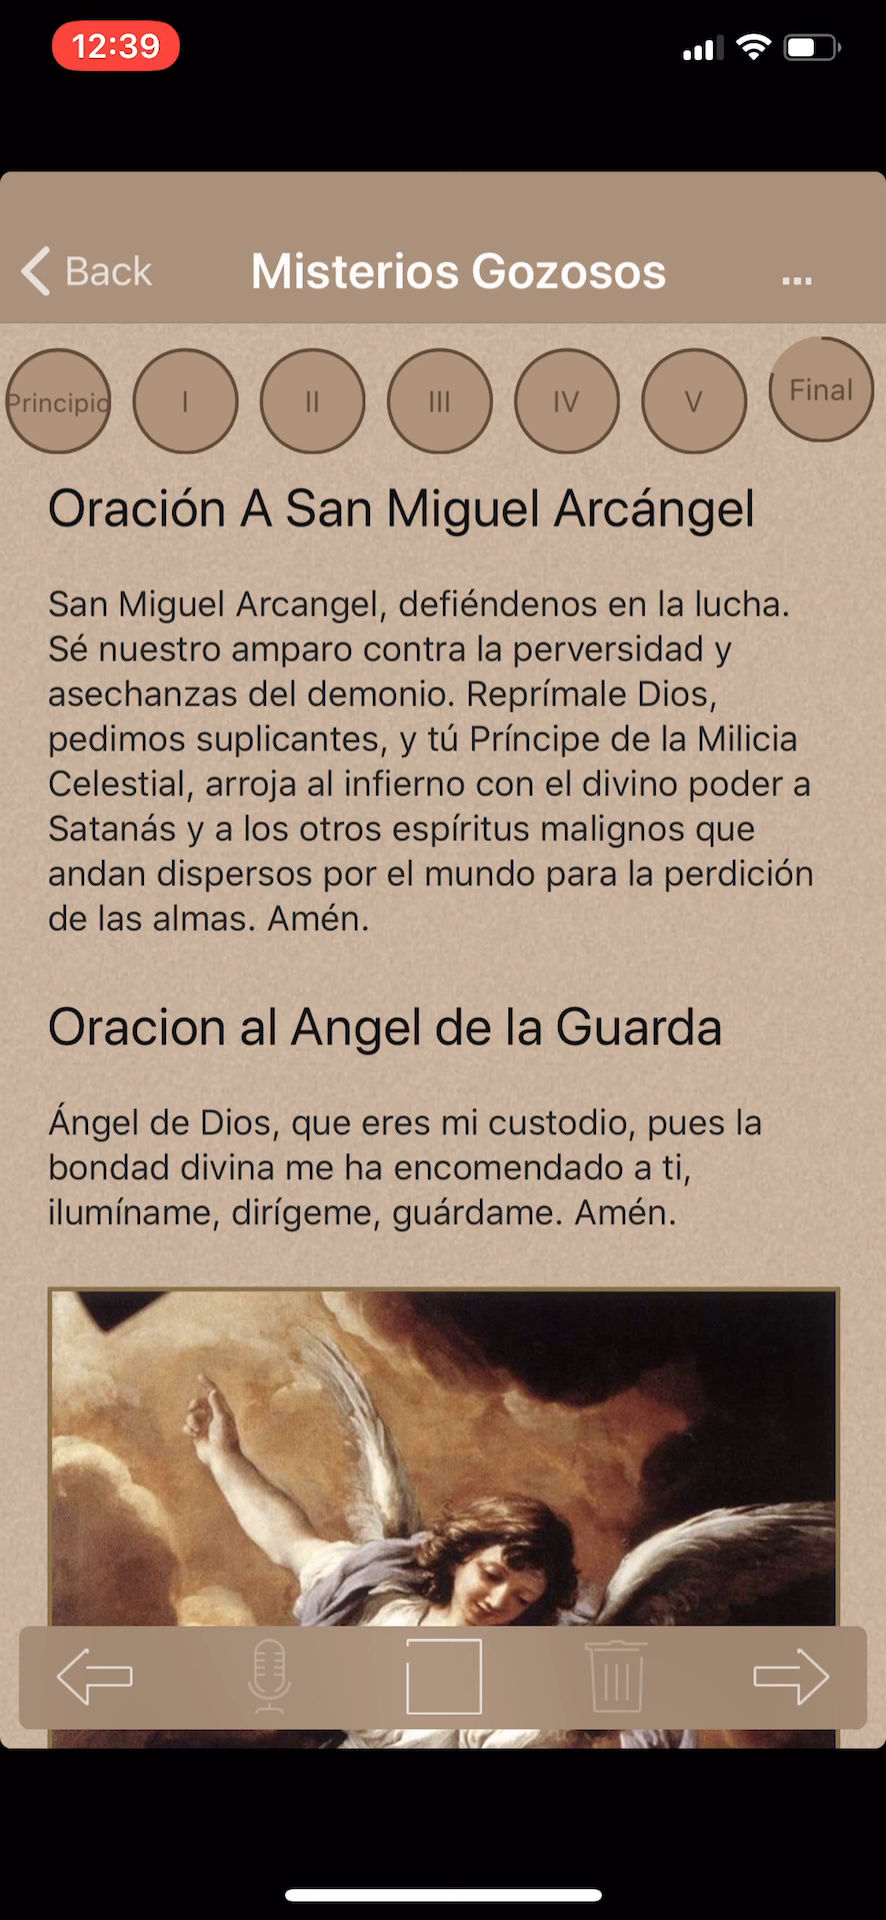 12:39
Back
Misterios Gozosos
...
Principio
I
II
III
IV
V
Final
Oración A San Miguel Arcángel
San Miguel Arcangel, defiéndenos en la lucha.
Sé nuestro amparo contra la perversidad y
asechanzas del demonio. Reprímale Dios,
pedimos suplicantes, y tú Príncipe de la Milicia
Celestial, arroja al infierno con el divino poder a
Satanás y a los otros espíritus malignos que
andan dispersos por el mundo para la perdición
de las almas. Amén.
Oracion al Angel de la Guarda
Ángel de Dios, que eres mi custodio, pues la
bondad divina me ha encomendado a ti,
ilumíname, dirígeme, guárdame. Amén.